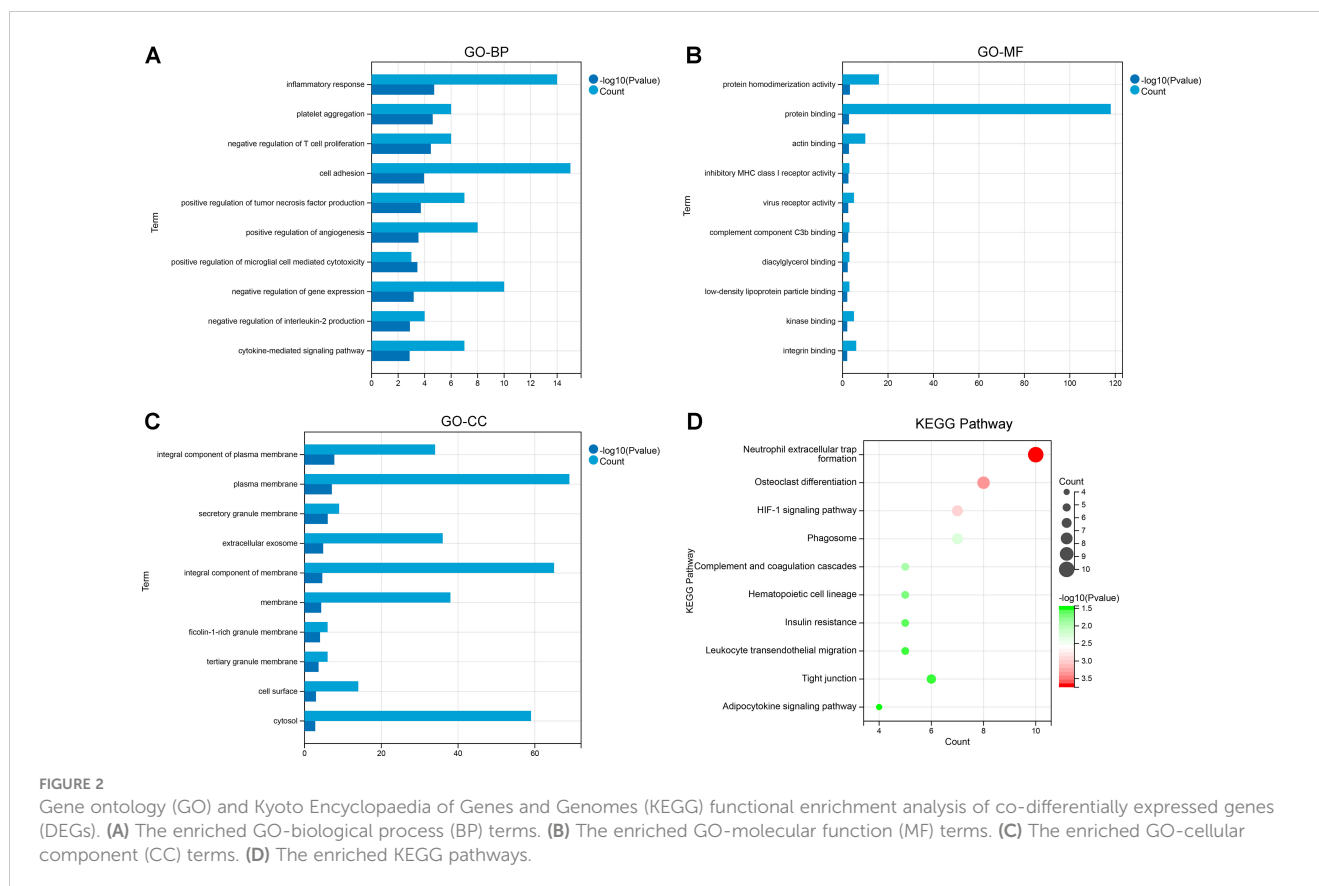 A
GO-BP
inflammatory response
platelet aggregation
negative regulation of T cell proliferation
cell adhesion
positive regulation of tumor necrosis factor production
positive regulation of angiogenesis
positive regulation of microglial cell mediated cytotoxicity
negative regulation of gene expression
negative regulation of interleukin-2 production
cytokine-mediated signaling pathway
Term
0 2 4 6 8 10 12 14
-log10(Pvalue)
Count
B
GO-MF
protein homodimerization activity
protein binding
actin binding
inhibitory MHC class I receptor activity
virus receptor activity
complement component C3b binding
diacylglycerol binding
low-density lipoprotein particle binding
kinase binding
integrin binding
Term
0 20 40 60 80 100 120
-log10(Pvalue)
Count
C
GO-CC
integral component of plasma membrane
plasma membrane
secretory granule membrane
extracellular exosome
integral component of membrane
membrane
ficolin-1-rich granule membrane
tertiary granule membrane
cell surface
cytosol
Term
0 20 40 60
-log10(Pvalue)
Count
D
KEGG Pathway
Neutrophil extracellular trap
formation
Osteoclast differentiation
HIF-1 signaling pathway
Phagosome
Complement and coagulation cascades
Hematopoietic cell lineage
Insulin resistance
Leukocyte transendothelial migration
Tight junction
Adipocytokine signaling pathway
KEGG Pathway
4 6 8 10
Count
Count
4
5
6
7
8
9
10
-log10(Pvalue)
1.5
2.0
2.5
3.0
3.5
FIGURE 2
Gene ontology (GO) and Kyoto Encyclopaedia of Genes and Genomes (KEGG) functional enrichment analysis of co-differentially expressed genes
(DEGs). (A) The enriched GO-biological process (BP) terms. (B) The enriched GO-molecular function (MF) terms. (C) The enriched GO-cellular
component (CC) terms. (D) The enriched KEGG pathways.